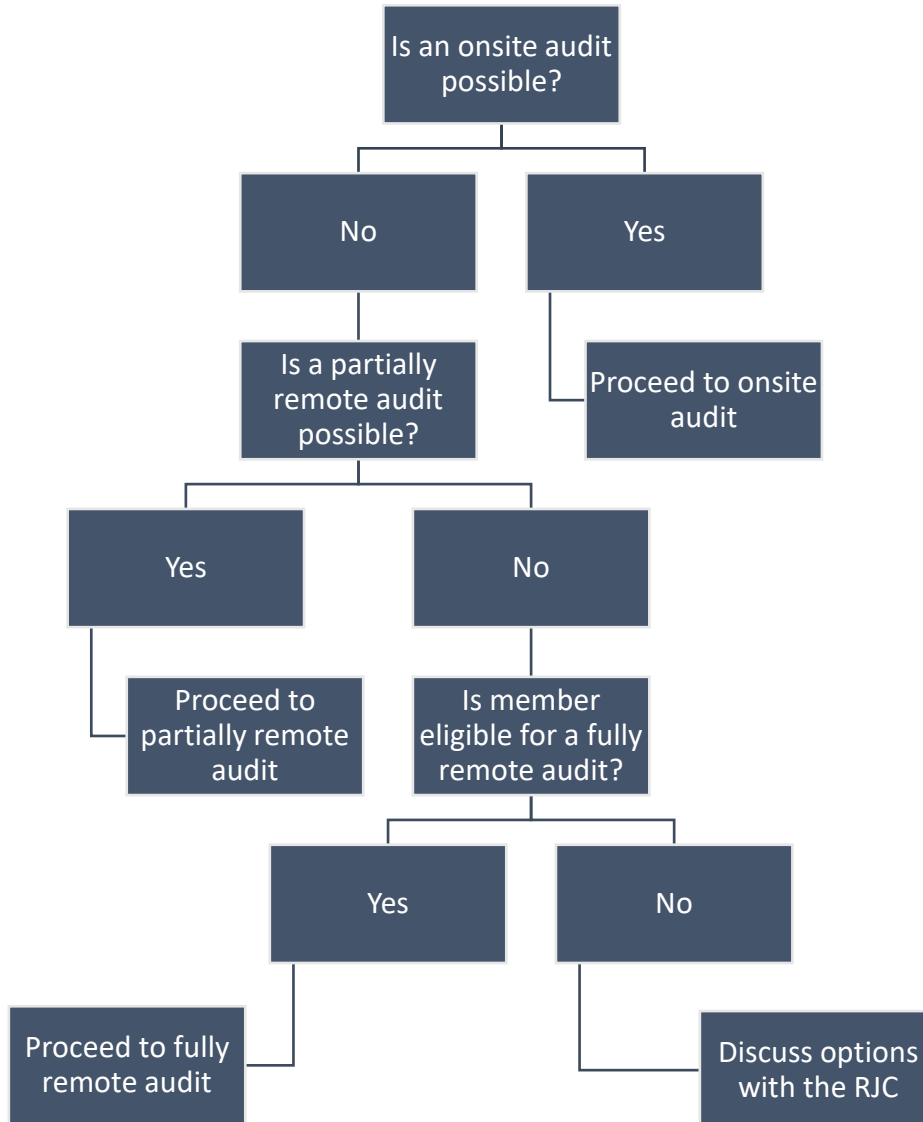 Is an onsite audit
possible?
No
Yes
Is a partially
remote audit
possible?
Proceed to onsite
audit
Yes
No
Proceed to
partially remote
audit
Is member
eligible for a fully
remote audit?
Yes
No
Proceed to fully
remote audit
Discuss options
with the RJC